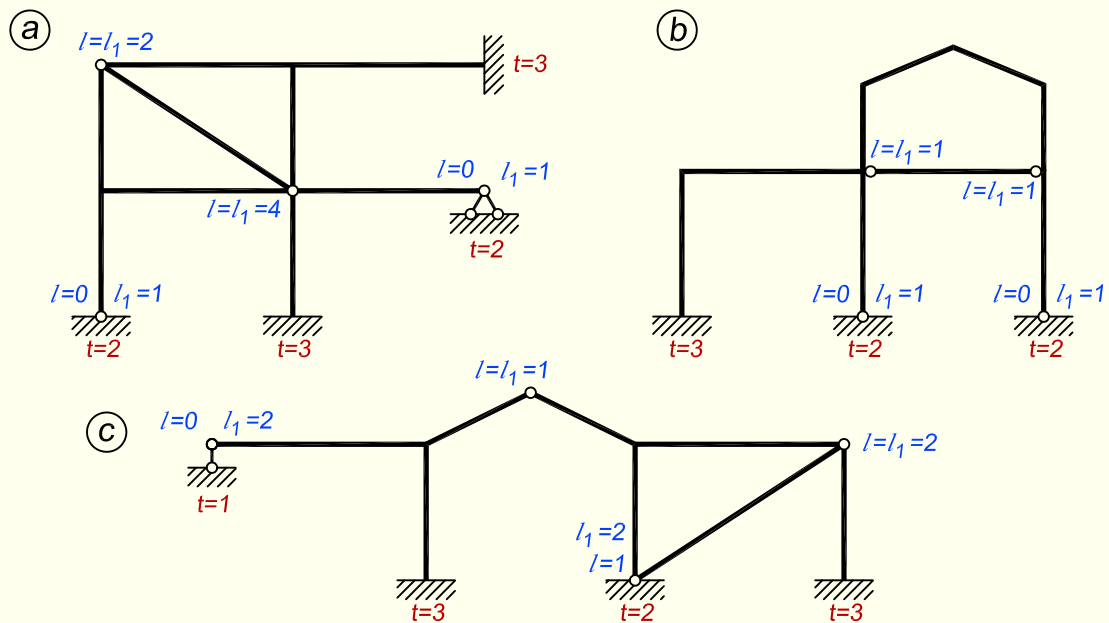 a
l=l₁=2
t=3
l=0 l₁=1
l=l₁=4
t=2
l=0 l₁=1
t=2
t=3
b
l=l₁=1
l=l₁=1
l=0 l₁=1
l=0 l₁=1
t=3
t=2
t=2
c
l=l₁=1
l=0 l₁=2
l=l₁=2
t=1
l₁=2
l=1
t=3
t=2
t=3